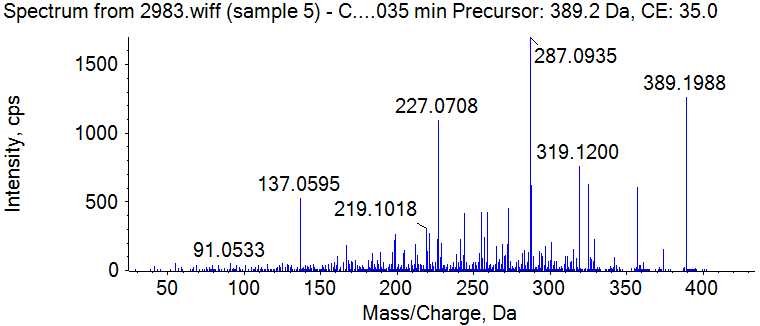 Spectrum from 2983.wiff (sample 5) - C....035 min Precursor: 389.2 Da, CE: 35.0
287.0935
1500
389.1988
227.0708
1000
319.1200
137.0595
500
219.1018
91.0533
0
50 100 150 200 250 300 350 400
Mass/Charge, Da
Intensity, cps